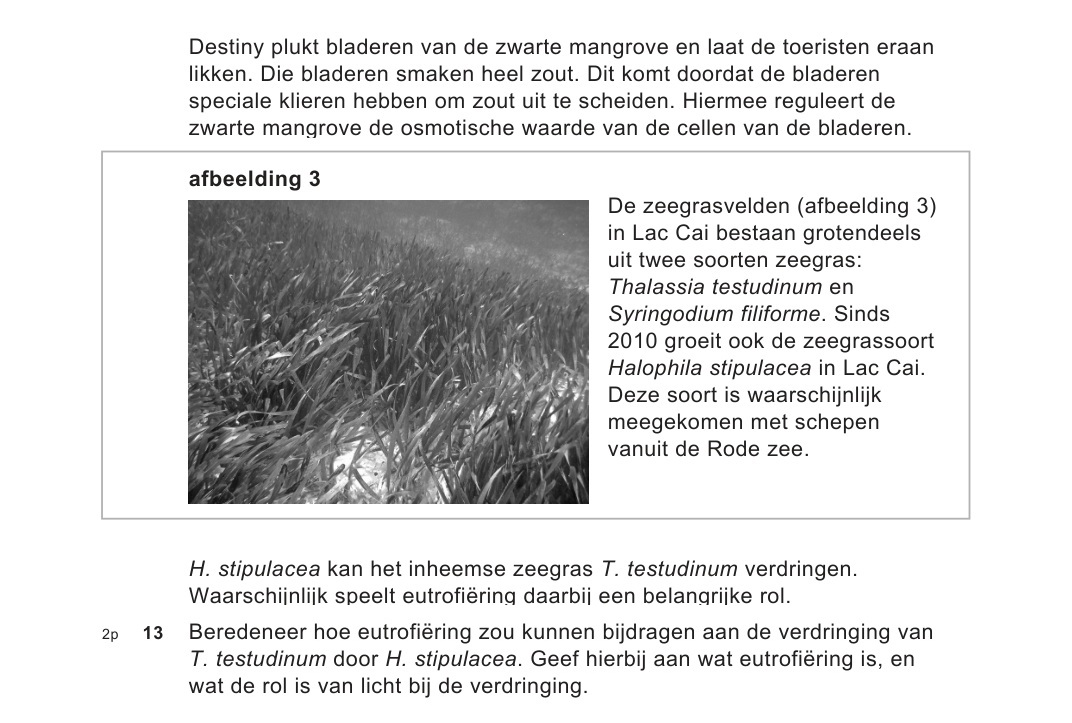 Destiny plukt bladeren van de zwarte mangrove en laat de toeristen eraan
likken. Die bladeren smaken heel zout. Dit komt doordat de bladeren
speciale klieren hebben om zout uit te scheiden. Hiermee reguleert de
zwarte mangrove de osmotische waarde van de cellen van de bladeren.
afbeelding 3
De zeegrasvelden (afbeelding 3)
in Lac Cai bestaan grotendeels
uit twee soorten zeegras:
Thalassia testudinum en
Syringodium filiforme. Sinds
2010 groeit ook de zeegrassoort
Halophila stipulacea in Lac Cai.
Deze soort is waarschijnlijk
meegekomen met schepen
vanuit de Rode zee.
H. stipulacea kan het inheemse zeegras T. testudinum verdringen.
Waarschijnlijk speelt eutrofiëring daarbij een belangrijke rol.
2p 13 Beredeneer hoe eutrofiëring zou kunnen bijdragen aan de verdringing van
T. testudinum door H. stipulacea. Geef hierbij aan wat eutrofiëring is, en
wat de rol is van licht bij de verdringing.